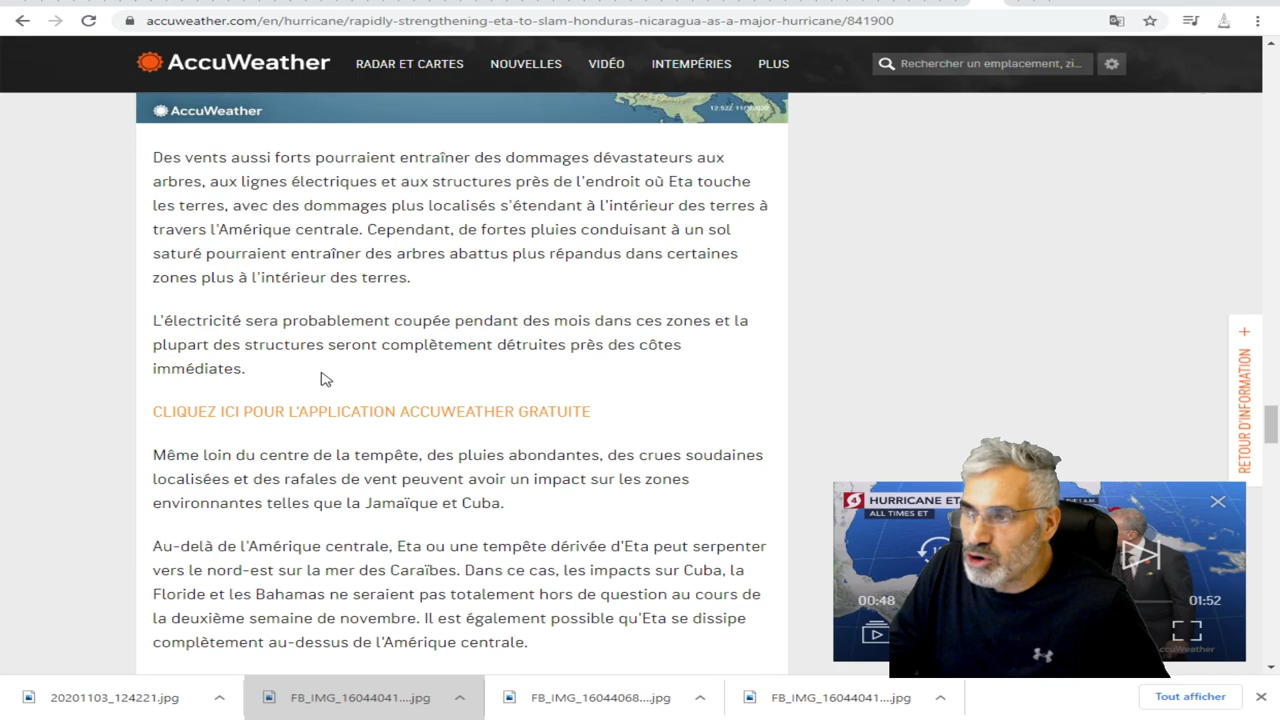 accuweather.com/en/hurricane/rapidly-strengthening-eta-to-slam-honduras-nicaragua-as-a-major-hurricane/841900
AccuWeather
RADAR ET CARTES
NOUVELLES
VIDÉO
INTEMPÉRIES
PLUS
Rechercher un emplacement, zi...
AccuWeather
Des vents aussi forts pourraient entraîner des dommages dévastateurs aux
arbres, aux lignes électriques et aux structures près de l'endroit où Eta touche
les terres, avec des dommages plus localisés s'étendant à l'intérieur des terres à
travers l'Amérique centrale. Cependant, de fortes pluies conduisant à un sol
saturé pourraient entraîner des arbres abattus plus répandus dans certaines
zones plus à l'intérieur des terres.
L'électricité sera probablement coupée pendant des mois dans ces zones et la
plupart des structures seront complètement détruites près des côtes
immédiates.
CLIQUEZ ICI POUR L'APPLICATION ACCUWEATHER GRATUITE
Même loin du centre de la tempête, des pluies abondantes, des crues soudaines
localisées et des rafales de vent peuvent avoir un impact sur les zones
environnantes telles que la Jamaïque et Cuba.
Au-delà de l'Amérique centrale, Eta ou une tempête dérivée d'Eta peut serpenter
vers le nord-est sur la mer des Caraïbes. Dans ce cas, les impacts sur Cuba, la
Floride et les Bahamas ne seraient pas totalement hors de question au cours de
la deuxième semaine de novembre. Il est également possible qu'Eta se dissipe
complètement au-dessus de l'Amérique centrale.
RETOUR D'INFORMATION +
4 HURRICANE ET
ALL TIMES ET
00:48
01:52
20201103_124221.jpg
FB_IMG_16044041....jpg
FB_IMG_16044068....jpg
FB_IMG_16044041....jpg
Tout afficher